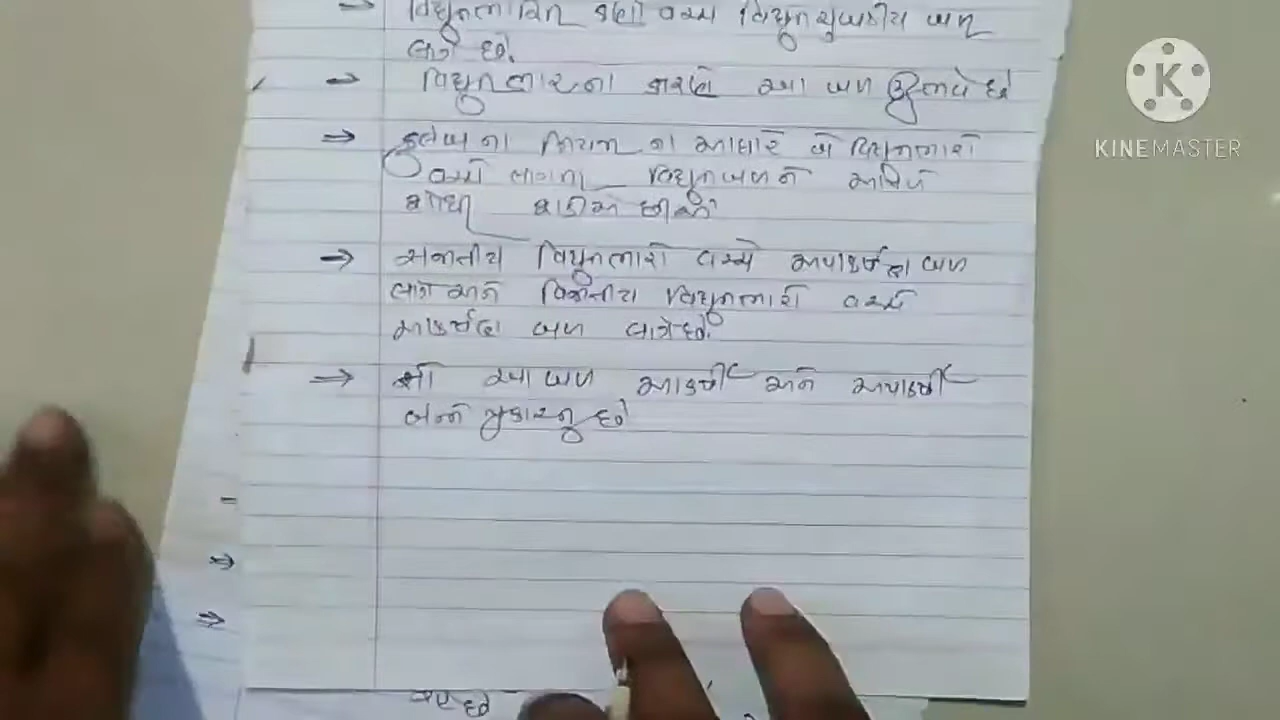 વિદ્યુતભારિત કણો વચ્ચે વિદ્યુતચુંબકીય બળ
લાગે છે.
⇒ વિદ્યુતભારના કારણે આ બળ ઉદ્ભવે છે
⇒ કુલંબ ના નિયમ ના આધારે બે વિદ્યુતભારો
વચ્ચે લાગતા વિદ્યુતબળને
શોધી શકીએ છીએ
⇒ સજાતીય વિદ્યુતભારો વચ્ચે અપાકર્ષણ બળ
લાગે અને વિજાતીય વિદ્યુતભારો વચ્ચે
આકર્ષણ બળ લાગે છે.
⇒ આ બળ આકર્ષી અને અપાકર્ષી
બન્ને પ્રકારનુ છે
KINEMASTER